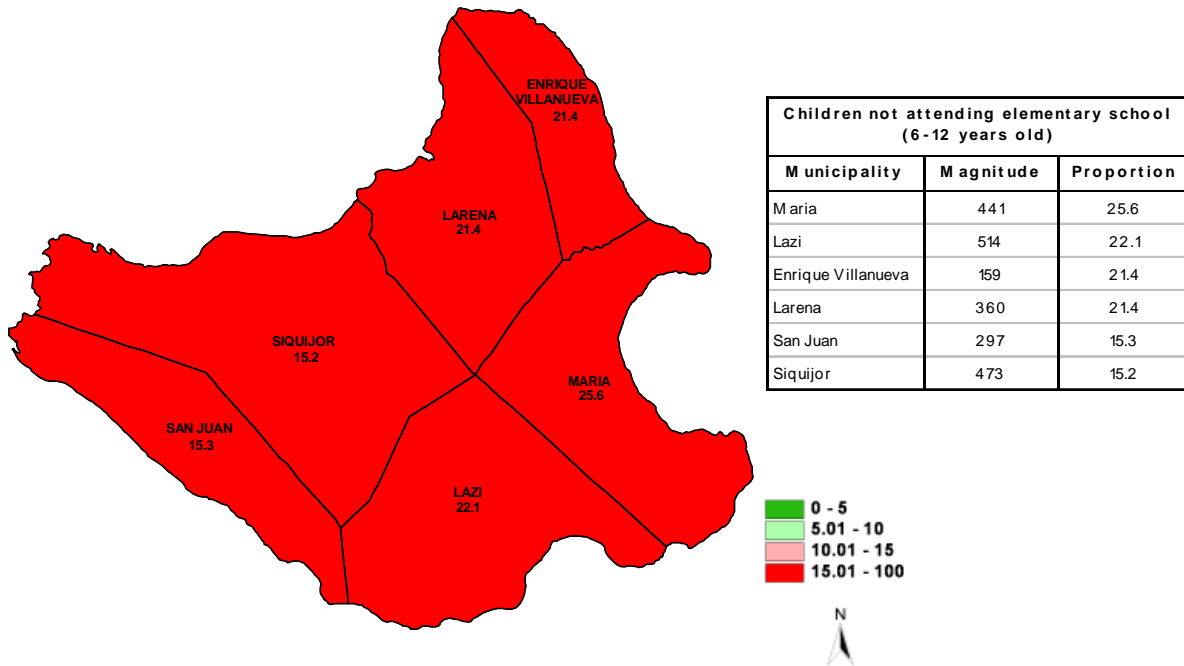 ENRIQUE
VILLANUEVA
21.4
LARENA
21.4
SIQUIJOR
15.2
MARIA
25.6
SAN JUAN
15.3
LAZI
22.1
Children not attending elementary school
(6-12 years old)
Municipality Magnitude Proportion
Maria 441 25.6
Lazi 514 22.1
Enrique Villanueva 159 21.4
Larena 360 21.4
San Juan 297 15.3
Siquijor 473 15.2
0 - 5
5.01 - 10
10.01 - 15
15.01 - 100
N